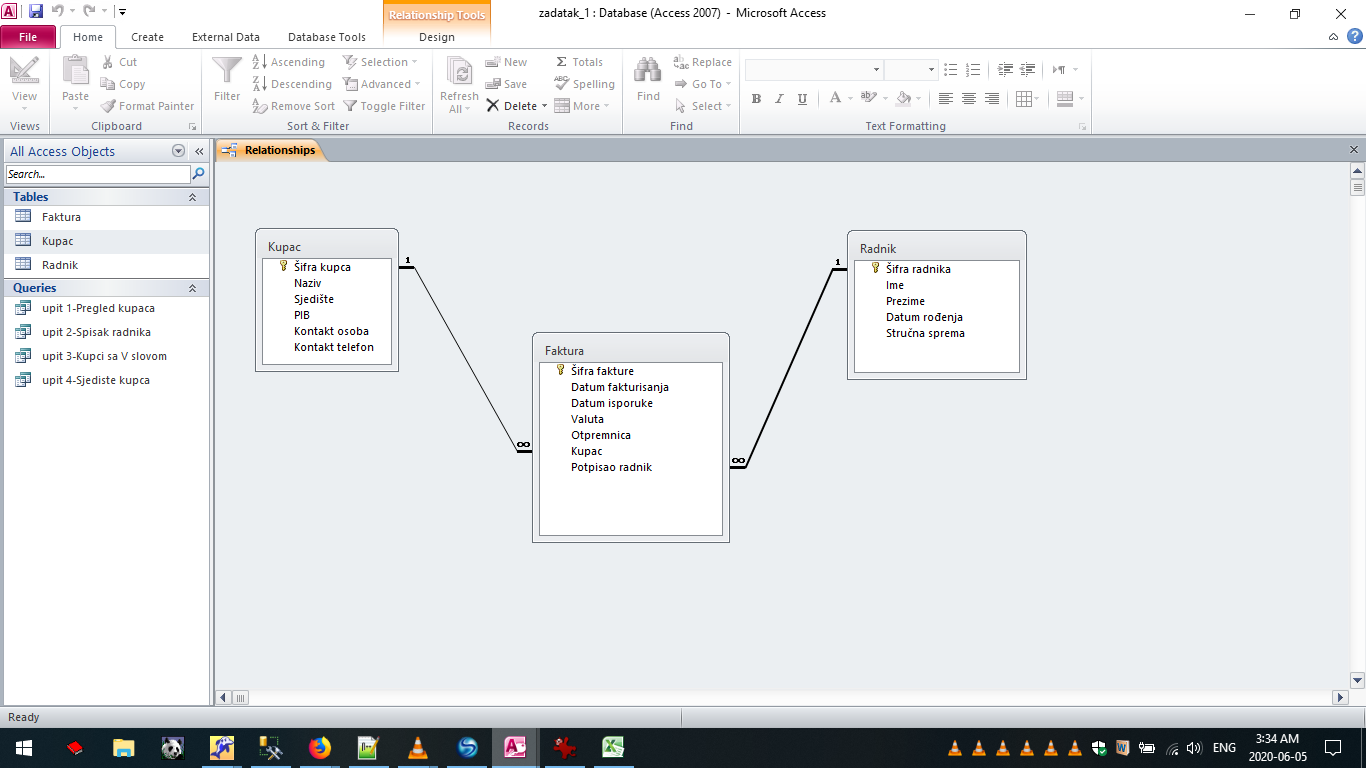 zadatak_1 : Database (Access 2007) - Microsoft Access
Relationship Tools
File Home Create External Data Database Tools Design
View
Views
Paste
Cut
Copy
Format Painter
Clipboard
Filter
Ascending
Descending
Remove Sort
Selection
Advanced
Toggle Filter
Sort & Filter
Refresh All
New
Save
Delete
Totals
Spelling
More
Records
Find
Replace
Go To
Select
Find
B I U A ab
Text Formatting
All Access Objects
Search...
Tables
Faktura
Kupac
Radnik
Queries
upit 1-Pregled kupaca
upit 2-Spisak radnika
upit 3-Kupci sa V slovom
upit 4-Sjediste kupca
Relationships
Kupac
Šifra kupca
Naziv
Sjedište
PIB
Kontakt osoba
Kontakt telefon
1
∞
Faktura
Šifra fakture
Datum fakturisanja
Datum isporuke
Valuta
Otpremnica
Kupac
Potpisao radnik
∞
1
Radnik
Šifra radnika
Ime
Prezime
Datum rođenja
Stručna sprema
Ready
ENG
3:34 AM
2020-06-05